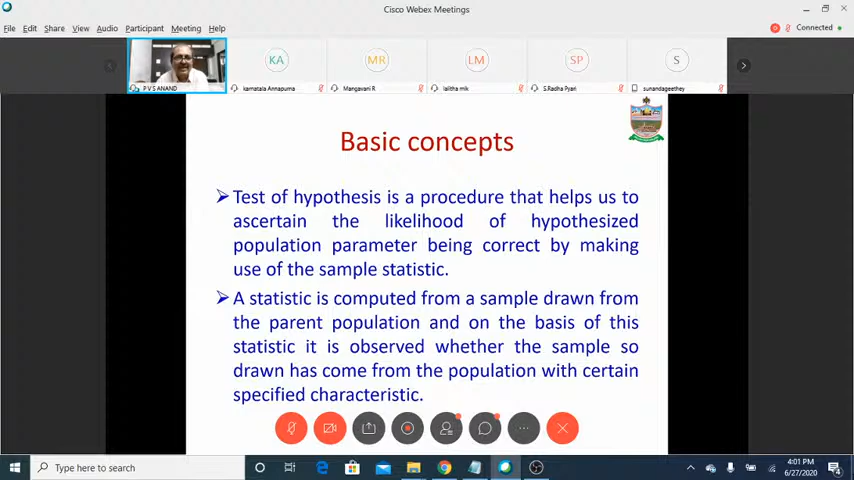 Cisco Webex Meetings
File Edit Share View Audio Participant Meeting Help
Connected
KA
MR
LM
SP
S
P V S ANAND
kamatala Annapurna
Mangavani R
lalitha mlk
S.Radha Pyari
sunandageethey
Basic concepts
Test of hypothesis is a procedure that helps us to
ascertain the likelihood of hypothesized
population parameter being correct by making
use of the sample statistic.
A statistic is computed from a sample drawn from
the parent population and on the basis of this
statistic it is observed whether the sample so
drawn has come from the population with certain
specified characteristic.
Type here to search
4:01 PM
6/27/2020
4